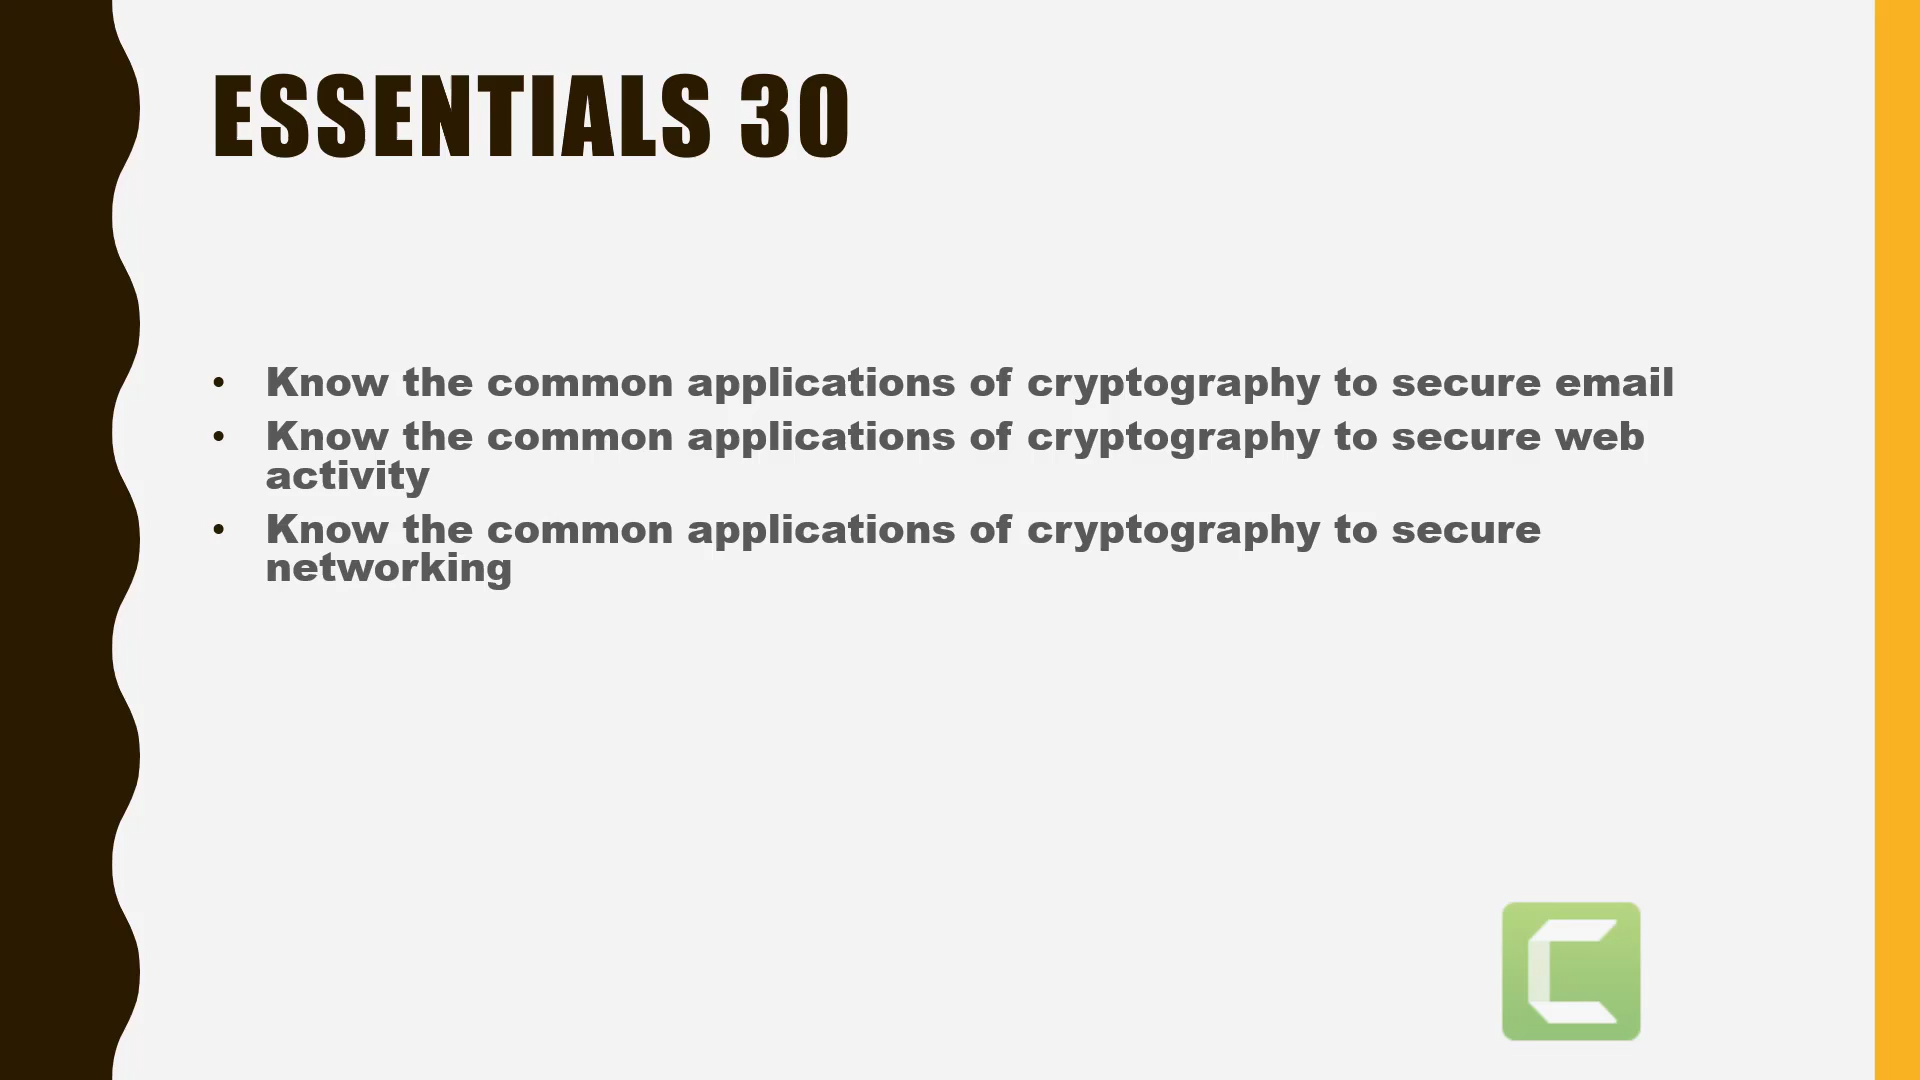 ESSENTIALS 30
• Know the common applications of cryptography to secure email
• Know the common applications of cryptography to secure web
activity
• Know the common applications of cryptography to secure
networking